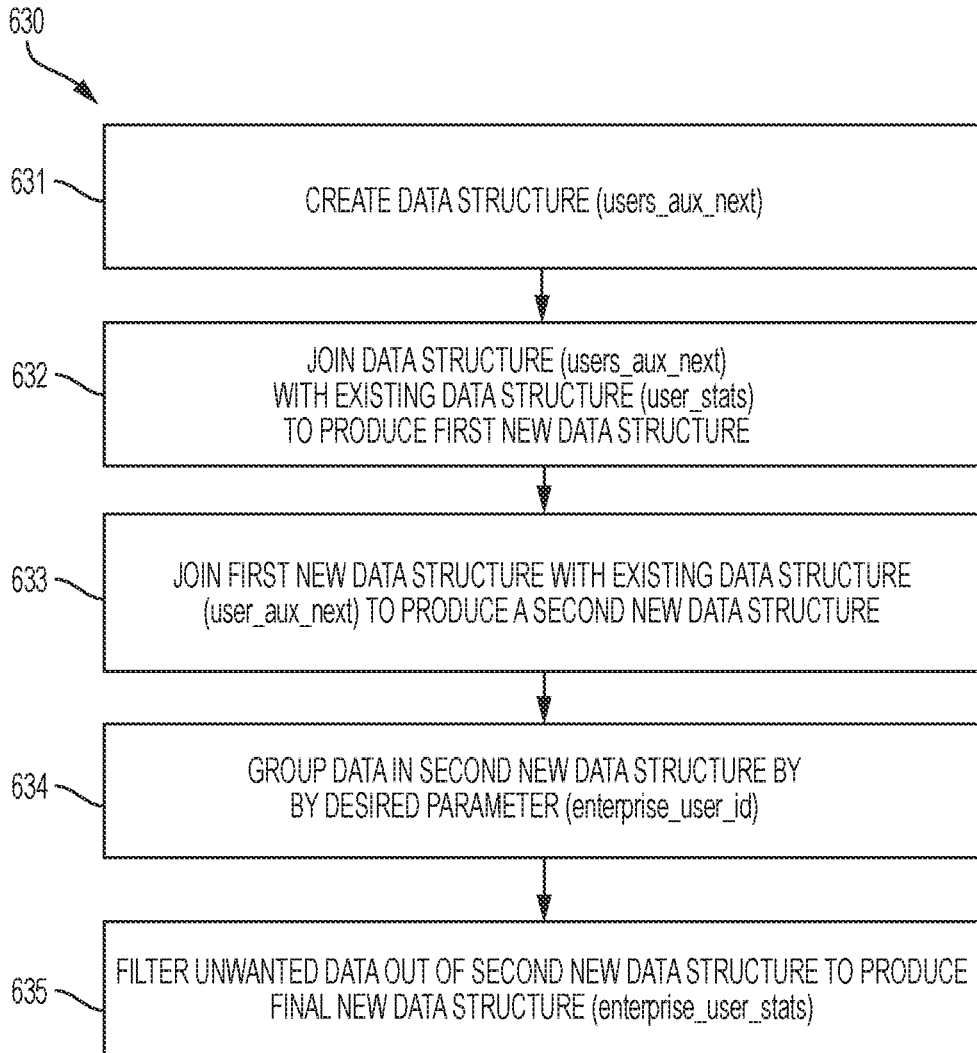 630
631
CREATE DATA STRUCTURE (users_aux_next)
632
JOIN DATA STRUCTURE (users_aux_next)
WITH EXISTING DATA STRUCTURE (user_stats)
TO PRODUCE FIRST NEW DATA STRUCTURE
633
JOIN FIRST NEW DATA STRUCTURE WITH EXISTING DATA STRUCTURE
(user_aux_next) TO PRODUCE A SECOND NEW DATA STRUCTURE
634
GROUP DATA IN SECOND NEW DATA STRUCTURE BY
BY DESIRED PARAMETER (enterprise_user_id)
635
FILTER UNWANTED DATA OUT OF SECOND NEW DATA STRUCTURE TO PRODUCE
FINAL NEW DATA STRUCTURE (enterprise_user_stats)